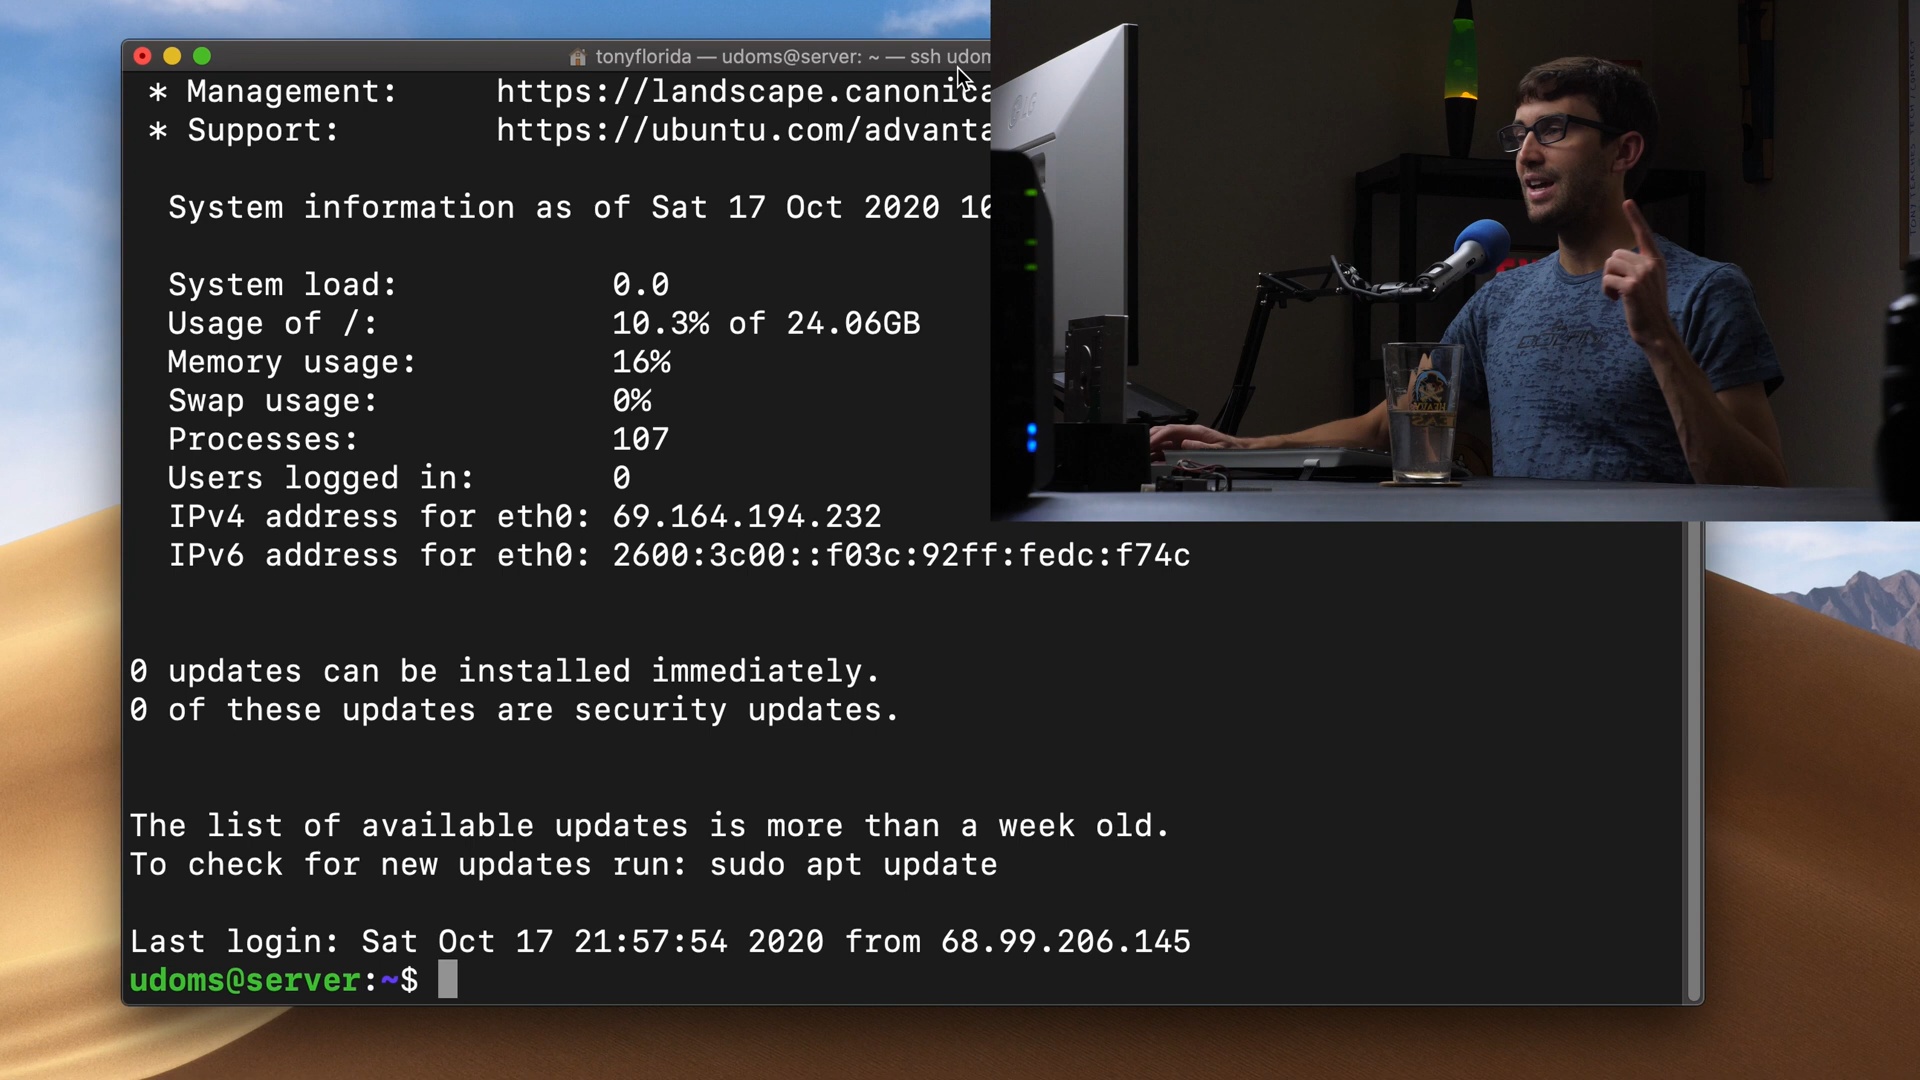 tonyflorida — udoms@server: ~ — ssh udom
* Management: https://landscape.canonica
* Support: https://ubuntu.com/advanta
System information as of Sat 17 Oct 2020 10
System load: 0.0
Usage of /: 10.3% of 24.06GB
Memory usage: 16%
Swap usage: 0%
Processes: 107
Users logged in: 0
IPv4 address for eth0: 69.164.194.232
IPv6 address for eth0: 2600:3c00::f03c:92ff:fedc:f74c
0 updates can be installed immediately.
0 of these updates are security updates.
The list of available updates is more than a week old.
To check for new updates run: sudo apt update
Last login: Sat Oct 17 21:57:54 2020 from 68.99.206.145
udoms@server:~$
LG